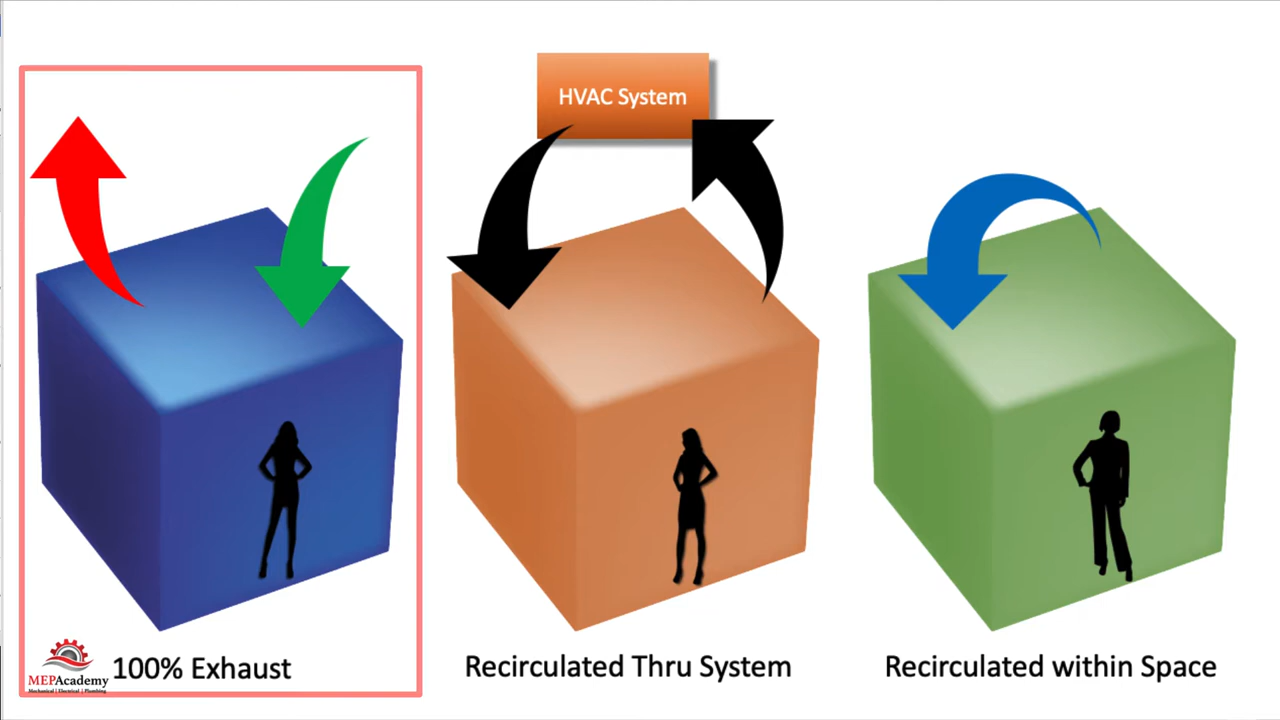 HVAC System
100% Exhaust
Recirculated Thru System
Recirculated within Space
MEPAcademy
Mechanical | Electrical | Plumbing